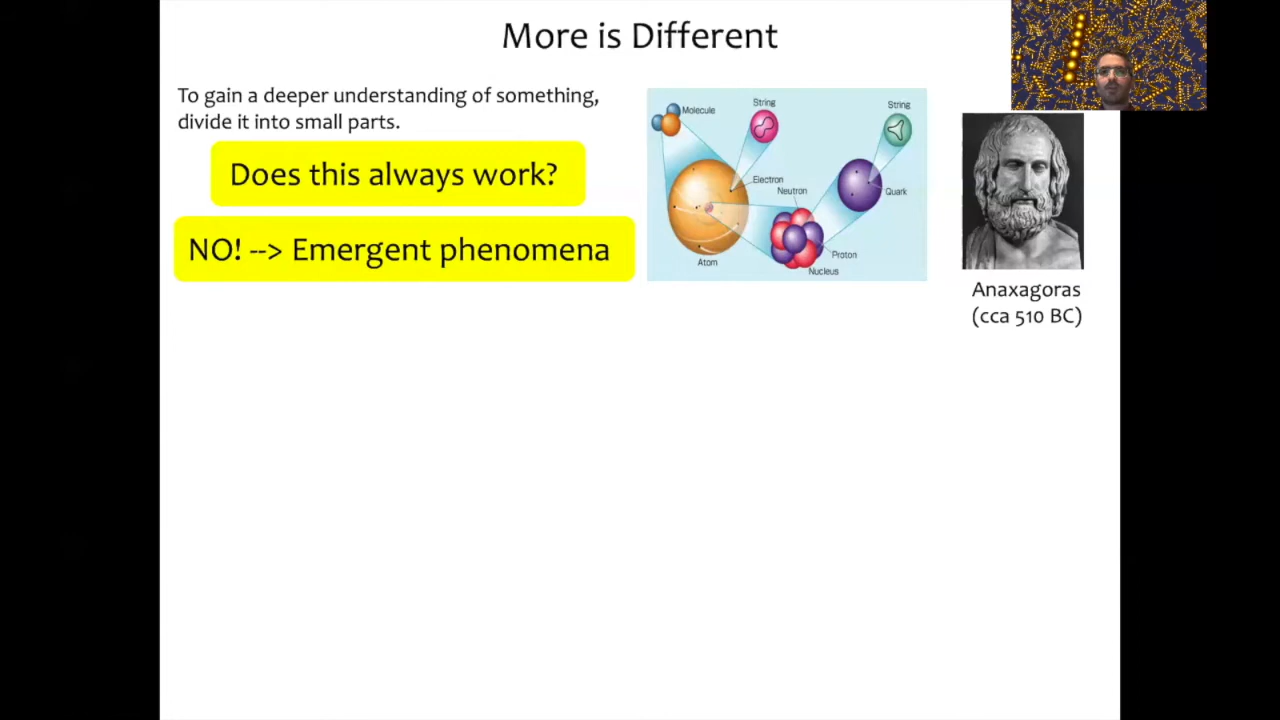 More is Different
To gain a deeper understanding of something,
divide it into small parts.
Does this always work?
NO! --> Emergent phenomena
Molecule
String
String
Electron
Neutron
Quark
Proton
Atom
Nucleus
Anaxagoras
(cca 510 BC)